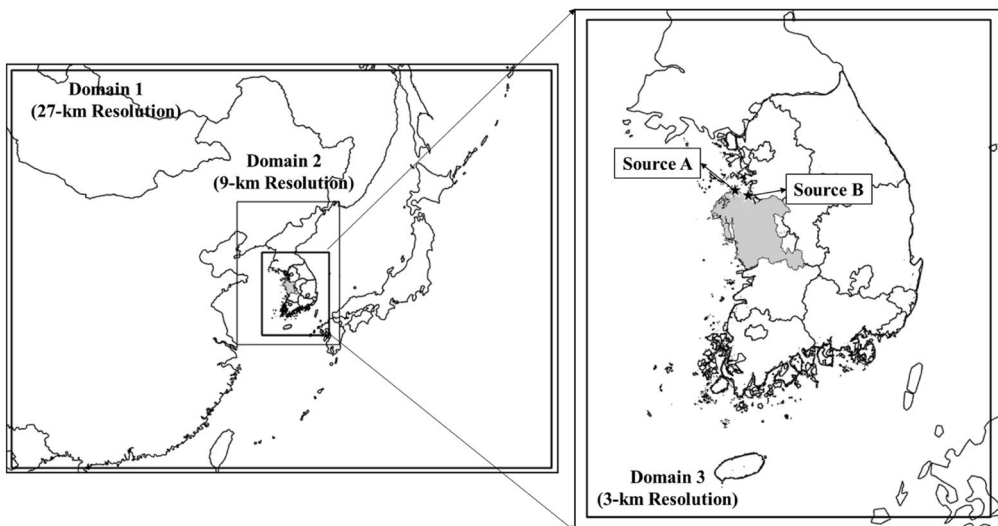 Domain 1
(27-km Resolution)
Domain 2
(9-km Resolution)
Source A
Source B
Domain 3
(3-km Resolution)